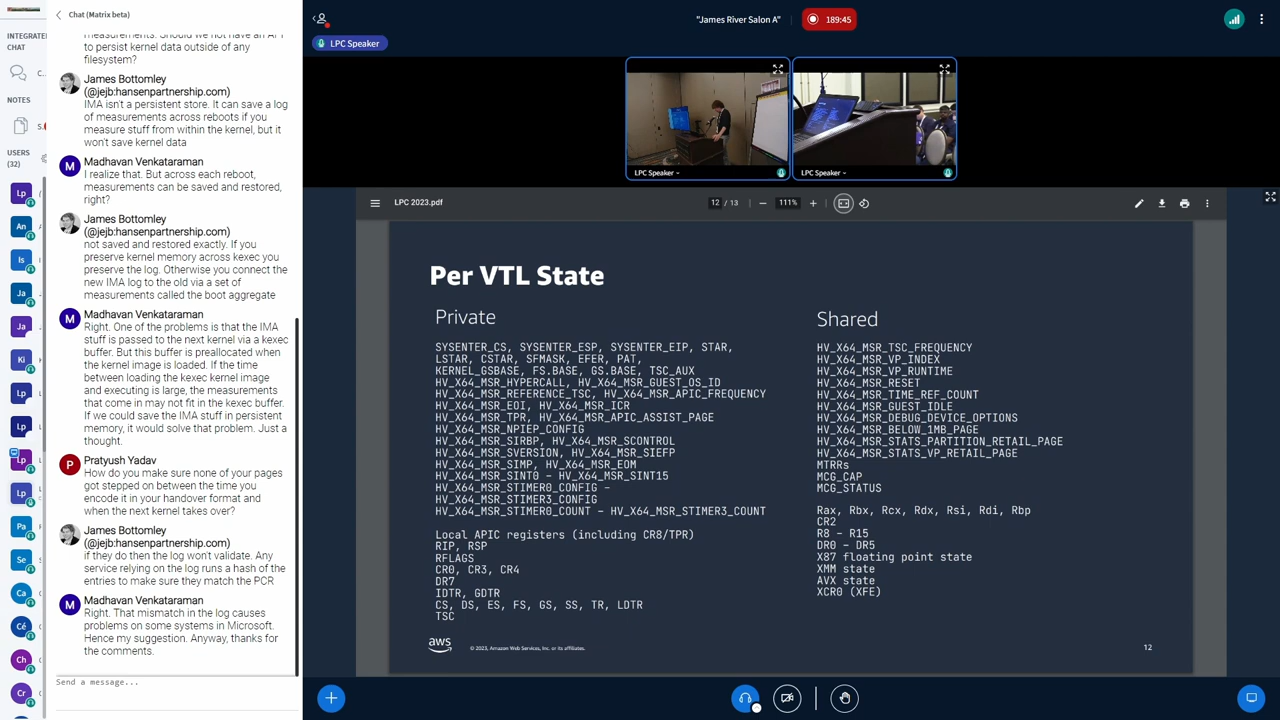 Chat (Matrix beta)
INTEGRATE
CHAT
C.
NOTES
S.
USERS
(32)
Lp
An
Is
Ja
Ja
Ki
Lp
Lp
Lp
Lp
Pa
Se
Ca
Cé
Ch
Cr
to persist kernel data outside of any
filesystem?
James Bottomley
(@jejb:hansenpartnership.com)
IMA isn't a persistent store. It can save a log
of measurements across reboots if you
measure stuff from within the kernel, but it
won't save kernel data
M
Madhavan Venkataraman
I realize that. But across each reboot,
measurements can be saved and restored,
right?
James Bottomley
(@jejb:hansenpartnership.com)
not saved and restored exactly. If you
preserve kernel memory across kexec you
preserve the log. Otherwise you connect the
new IMA log to the old via a set of
measurements called the boot aggregate
M
Madhavan Venkataraman
Right. One of the problems is that the IMA
stuff is passed to the next kernel via a kexec
buffer. But this buffer is preallocated when
the kernel image is loaded. If the time
between loading the kexec kernel image
and executing is large, the measurements
that come in may not fit in the kexec buffer.
If we could save the IMA stuff in persistent
memory, it would solve that problem. Just a
thought.
P
Pratyush Yadav
How do you make sure none of your pages
got stepped on between the time you
encode it in your handover format and
when the next kernel takes over?
James Bottomley
(@jejb:hansenpartnership.com)
if they do then the log won't validate. Any
service relying on the log runs a hash of the
entries to make sure they match the PCR
M
Madhavan Venkataraman
Right. That mismatch in the log causes
problems on some systems in Microsoft.
Hence my suggestion. Anyway, thanks for
the comments.
Send a message...
"James River Salon A"
189:45
LPC Speaker
LPC Speaker
LPC Speaker
LPC 2023.pdf
12 / 13
111%
Per VTL State
Private
SYSENTER_CS, SYSENTER_ESP, SYSENTER_EIP, STAR,
LSTAR, CSTAR, SFMASK, EFER, PAT,
KERNEL_GSBASE, FS.BASE, GS.BASE, TSC_AUX
HV_X64_MSR_HYPERCALL, HV_X64_MSR_GUEST_OS_ID
HV_X64_MSR_REFERENCE_TSC, HV_X64_MSR_APIC_FREQUENCY
HV_X64_MSR_EOI, HV_X64_MSR_ICR
HV_X64_MSR_TPR, HV_X64_MSR_APIC_ASSIST_PAGE
HV_X64_MSR_NPIEP_CONFIG
HV_X64_MSR_SIRBP, HV_X64_MSR_SCONTROL
HV_X64_MSR_SVERSION, HV_X64_MSR_SIEFP
HV_X64_MSR_SIMP, HV_X64_MSR_EOM
HV_X64_MSR_SINT0 – HV_X64_MSR_SINT15
HV_X64_MSR_STIMER0_CONFIG –
HV_X64_MSR_STIMER3_CONFIG
HV_X64_MSR_STIMER0_COUNT - HV_X64_MSR_STIMER3_COUNT
Local APIC registers (including CR8/TPR)
RIP, RSP
RFLAGS
CR0, CR3, CR4
DR7
IDTR, GDTR
CS, DS, ES, FS, GS, SS, TR, LDTR
TSC
Shared
HV_X64_MSR_TSC_FREQUENCY
HV_X64_MSR_VP_INDEX
HV_X64_MSR_VP_RUNTIME
HV_X64_MSR_RESET
HV_X64_MSR_TIME_REF_COUNT
HV_X64_MSR_GUEST_IDLE
HV_X64_MSR_DEBUG_DEVICE_OPTIONS
HV_X64_MSR_BELOW_1MB_PAGE
HV_X64_MSR_STATS_PARTITION_RETAIL_PAGE
HV_X64_MSR_STATS_VP_RETAIL_PAGE
MTRRs
MCG_CAP
MCG_STATUS
Rax, Rbx, Rcx, Rdx, Rsi, Rdi, Rbp
CR2
R8 – R15
DR0 – DR5
X87 floating point state
XMM state
AVX state
XCR0 (XFE)
aws
© 2023, Amazon Web Services, Inc. or its affiliates.
12